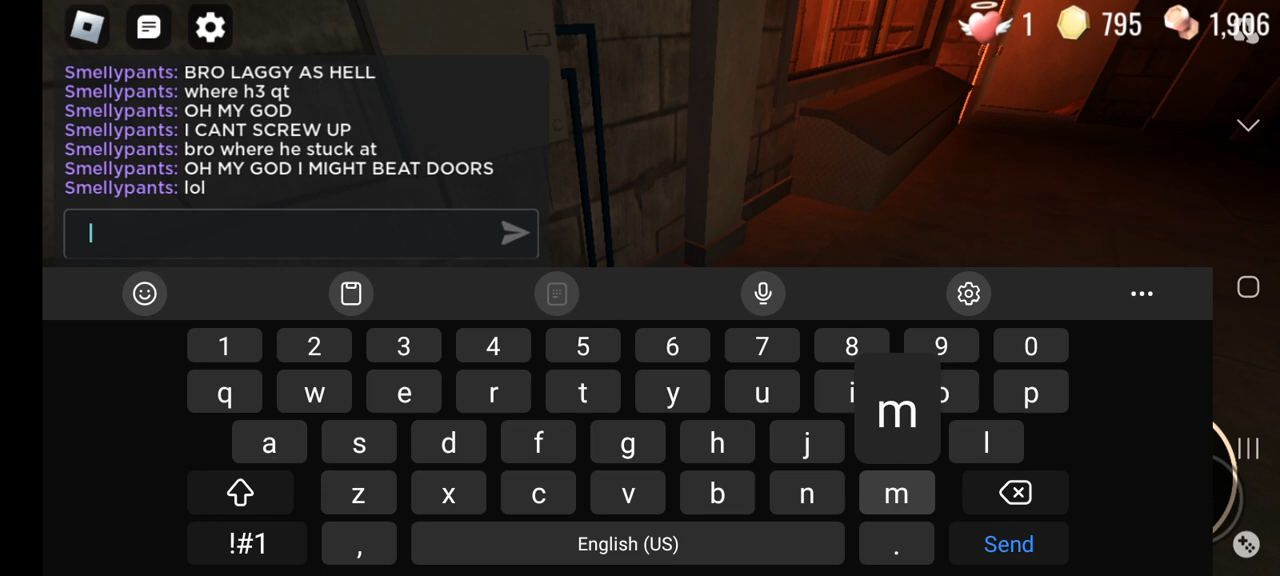 1 795 1,906
Smellypants: BRO LAGGY AS HELL
Smellypants: where h3 qt
Smellypants: OH MY GOD
Smellypants: I CANT SCREW UP
Smellypants: bro where he stuck at
Smellypants: OH MY GOD I MIGHT BEAT DOORS
Smellypants: lol
1 2 3 4 5 6 7 8 9 0
q w e r t y u i o p
m
a s d f g h j l
z x c v b n m
!#1 , English (US) . Send